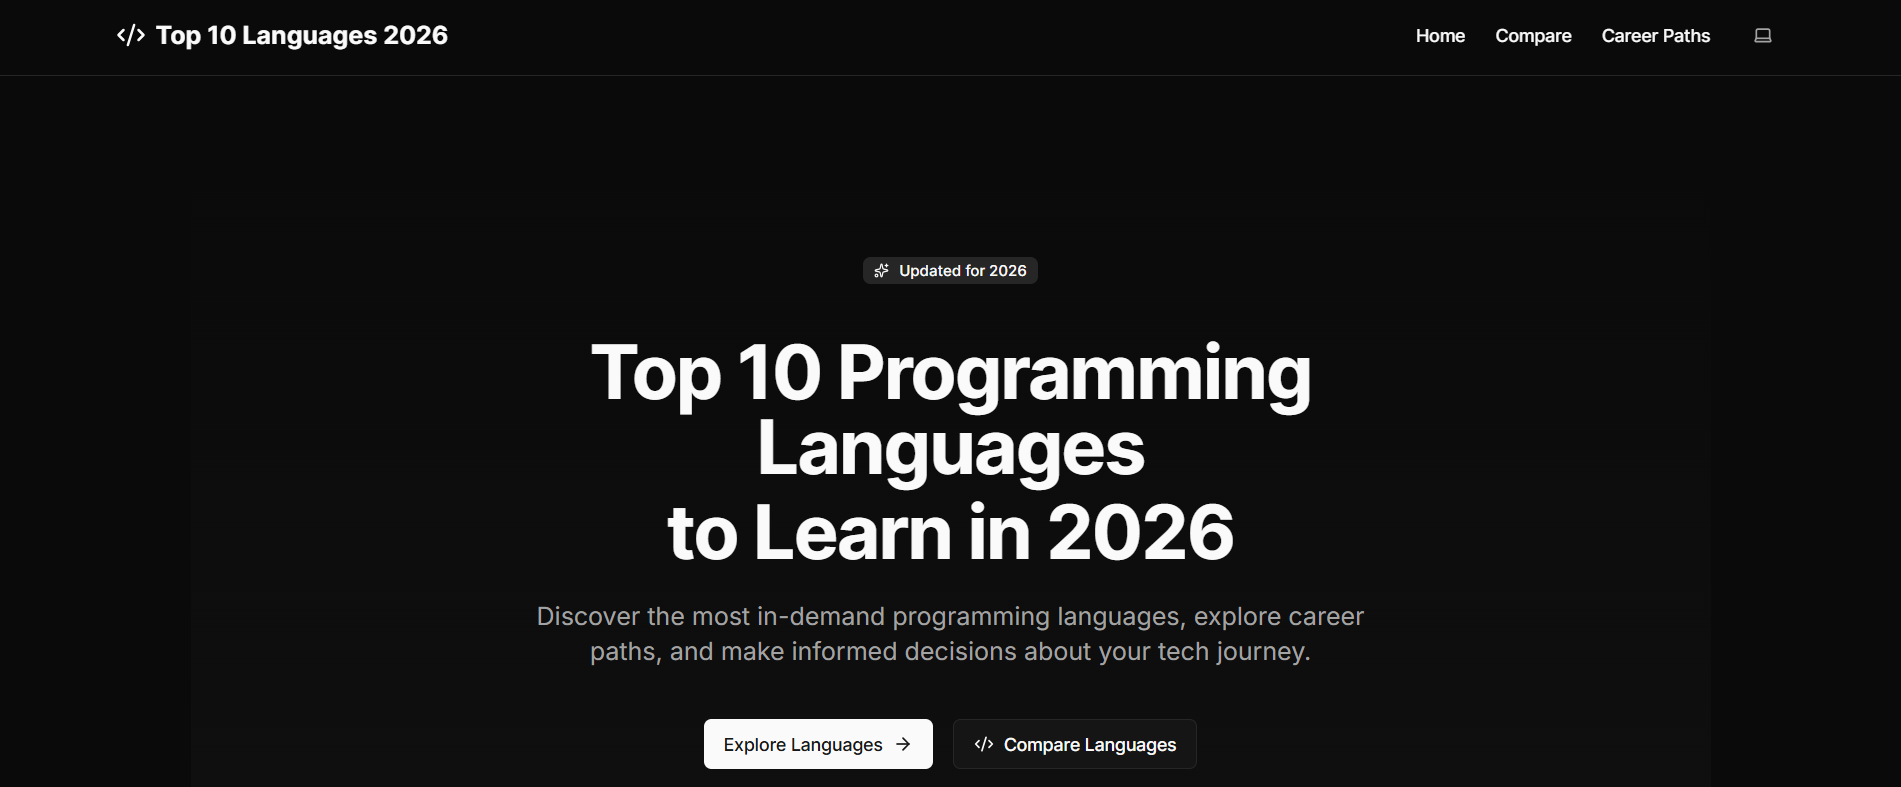 Top 10 Languages 2026
Home
Compare
Career Paths
Updated for 2026
Top 10 Programming
Languages
to Learn in 2026
Discover the most in-demand programming languages, explore career
paths, and make informed decisions about your tech journey.
Explore Languages
Compare Languages